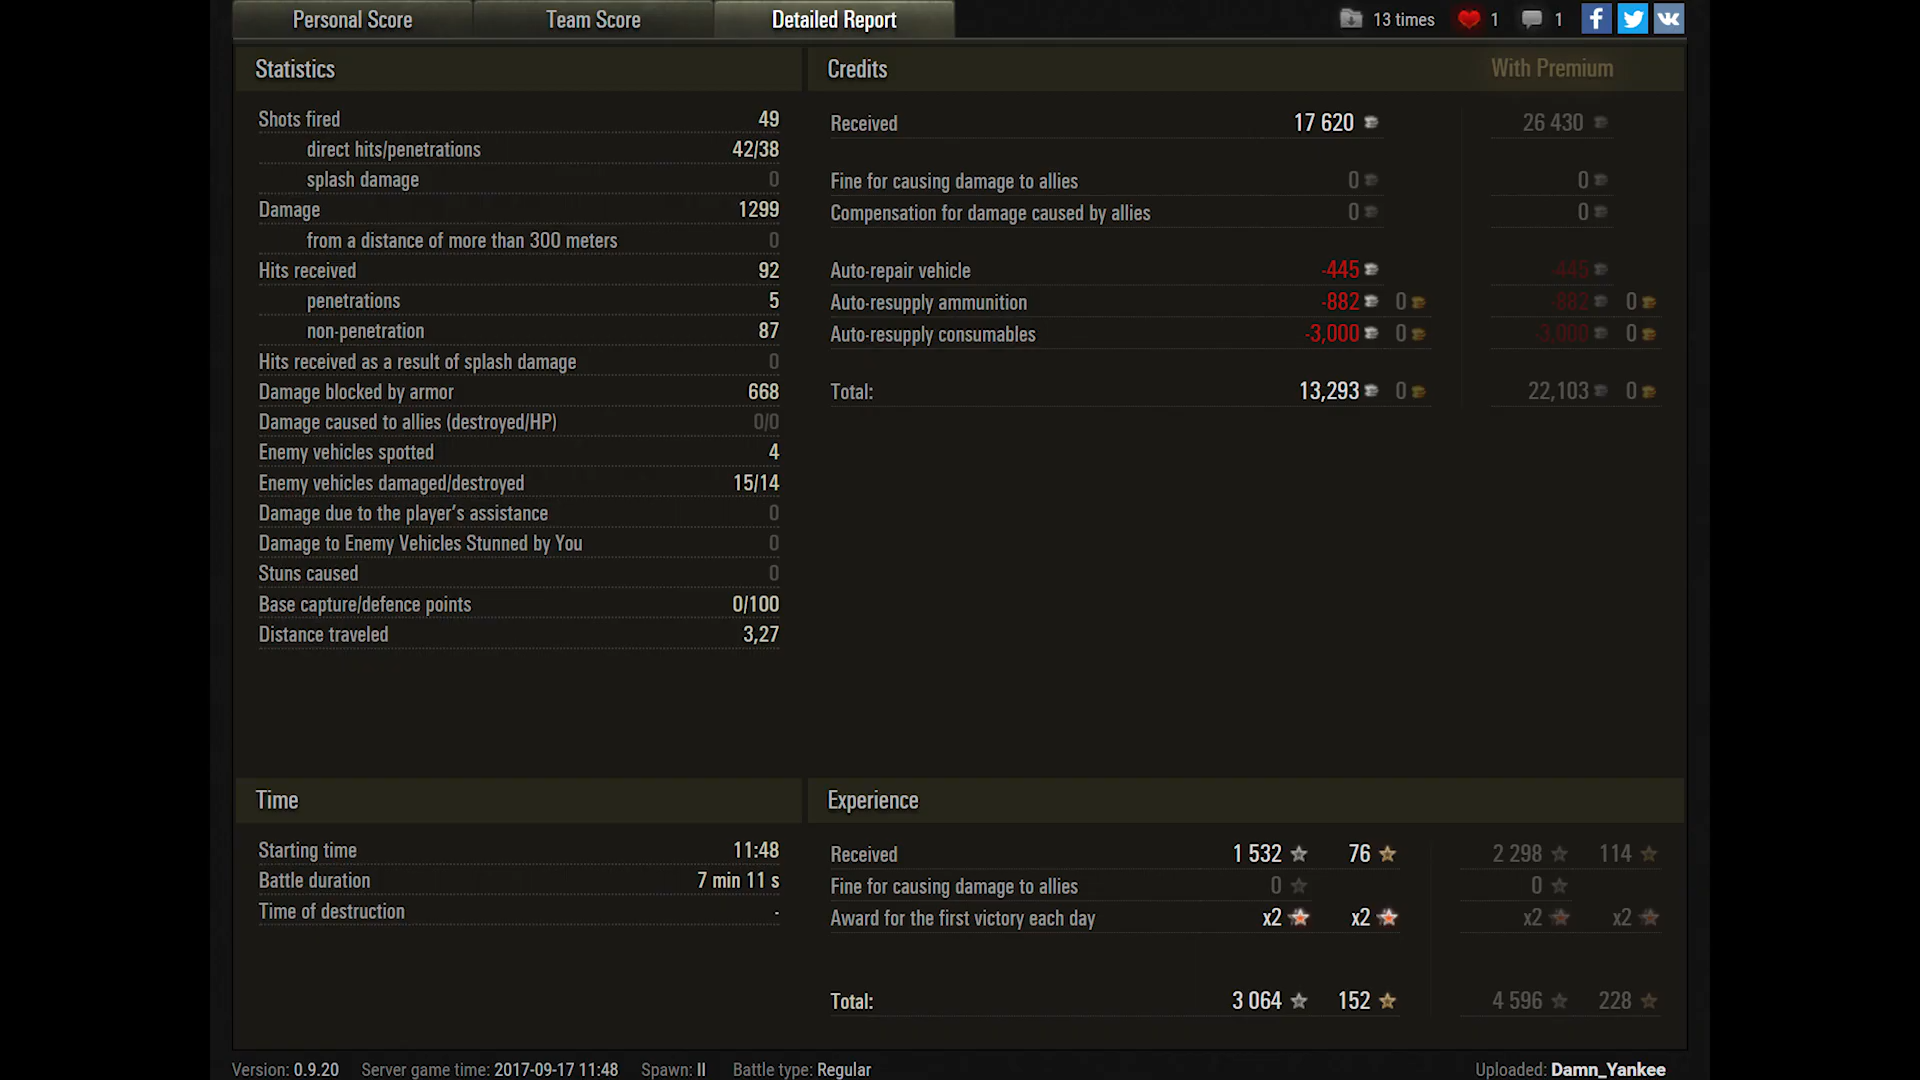 Personal Score Team Score Detailed Report 13 times 1 1
Statistics
Shots fired 49
direct hits/penetrations 42/38
splash damage 0
Damage 1299
from a distance of more than 300 meters 0
Hits received 92
penetrations 5
non-penetration 87
Hits received as a result of splash damage 0
Damage blocked by armor 668
Damage caused to allies (destroyed/HP) 0/0
Enemy vehicles spotted 4
Enemy vehicles damaged/destroyed 15/14
Damage due to the player's assistance 0
Damage to Enemy Vehicles Stunned by You 0
Stuns caused 0
Base capture/defence points 0/100
Distance traveled 3,27
Credits With Premium
Received 17 620 26 430
Fine for causing damage to allies 0 0
Compensation for damage caused by allies 0 0
Auto-repair vehicle -445 -445
Auto-resupply ammunition -882 0 -882 0
Auto-resupply consumables -3,000 0 -3,000 0
Total: 13,293 0 22,103 0
Time
Starting time 11:48
Battle duration 7 min 11 s
Time of destruction -
Experience
Received 1 532 76 2 298 114
Fine for causing damage to allies 0 0
Award for the first victory each day x2 x2 x2 x2
Total: 3 064 152 4 596 228
Version: 0.9.20 Server game time: 2017-09-17 11:48 Spawn: II Battle type: Regular Uploaded: Damn_Yankee